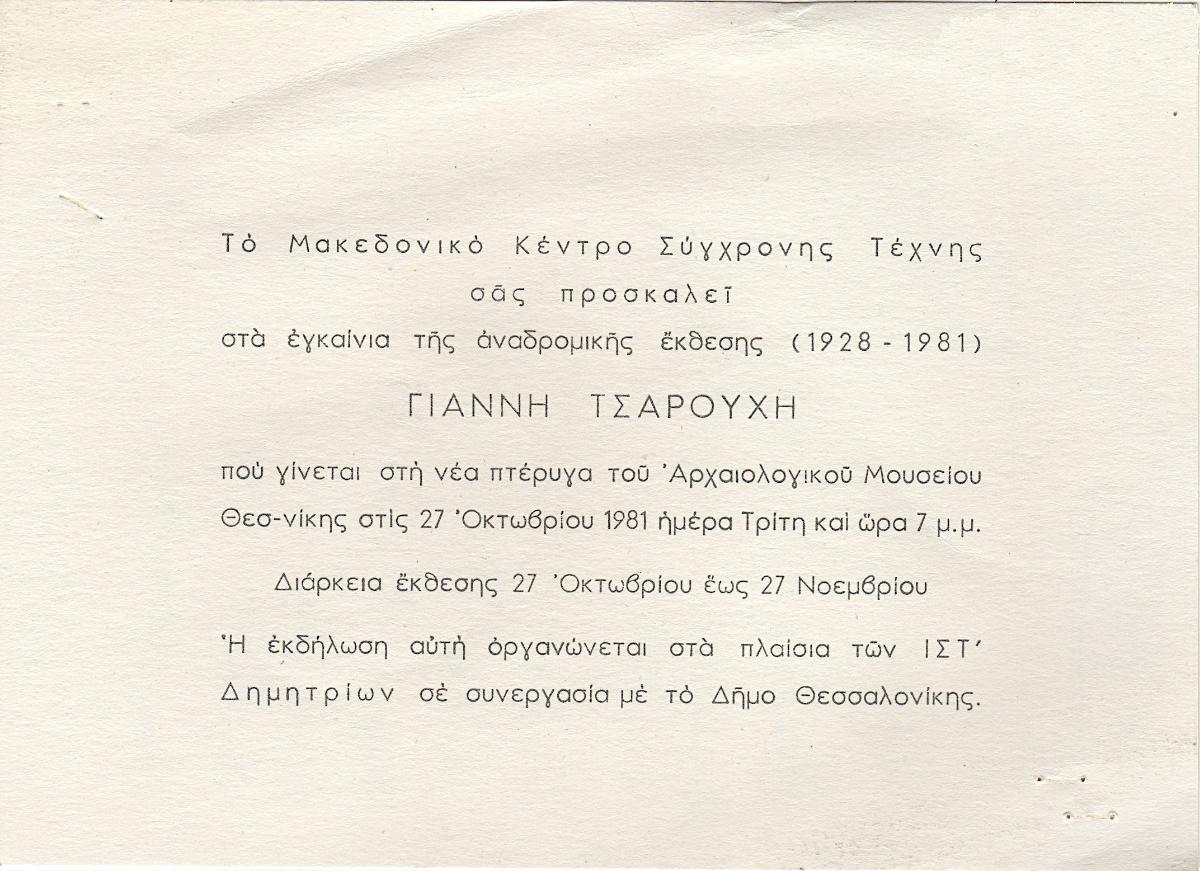 Τὸ Μακεδονικὸ Κέντρο Σύγχρονης Τέχνης
σᾶς προσκαλεῖ
στὰ ἐγκαίνια τῆς ἀναδρομικῆς ἔκθεσης (1928 - 1981)
ΓΙΑΝΝΗ ΤΣΑΡΟΥΧΗ
ποὺ γίνεται στὴ νέα πτέρυγα τοῦ Ἀρχαιολογικοῦ Μουσείου
Θεσ-νίκης στὶς 27 Ὀκτωβρίου 1981 ἡμέρα Τρίτη καὶ ὥρα 7 μ.μ.
Διάρκεια ἔκθεσης 27 Ὀκτωβρίου ἕως 27 Νοεμβρίου
Ἡ ἐκδήλωση αὐτὴ ὀργανώνεται στὰ πλαίσια τῶν ΙΣΤ′
Δημητρίων σὲ συνεργασία μὲ τὸ Δῆμο Θεσσαλονίκης.